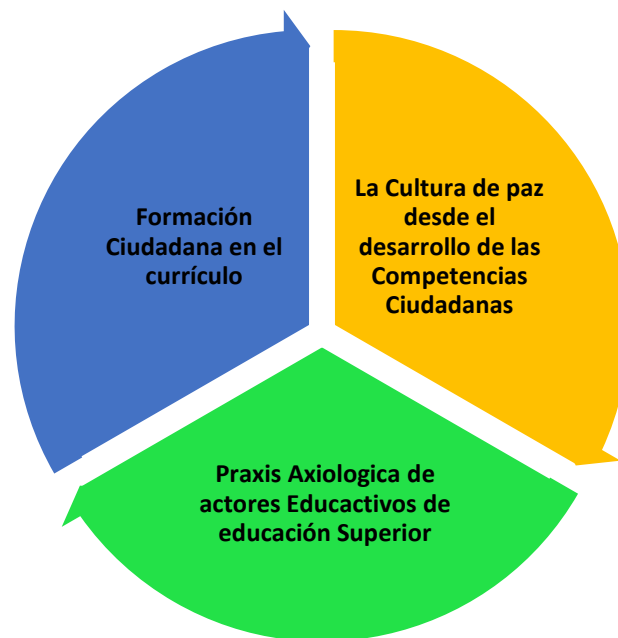 Formación
Ciudadana en el
currículo
La Cultura de paz
desde el
desarrollo de las
Competencias
Ciudadanas
Praxis Axiologica de
actores Educactivos de
educación Superior